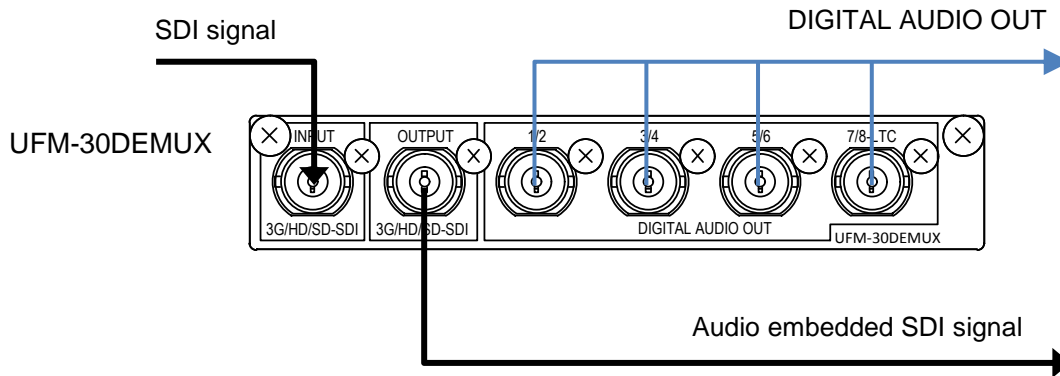 DIGITAL AUDIO OUT
SDI signal
UFM-30DEMUX
INPUT OUTPUT 1/2 3/4 5/6 7/8-LTC
3G/HD/SD-SDI 3G/HD/SD-SDI DIGITAL AUDIO OUT UFM-30DEMUX
Audio embedded SDI signal